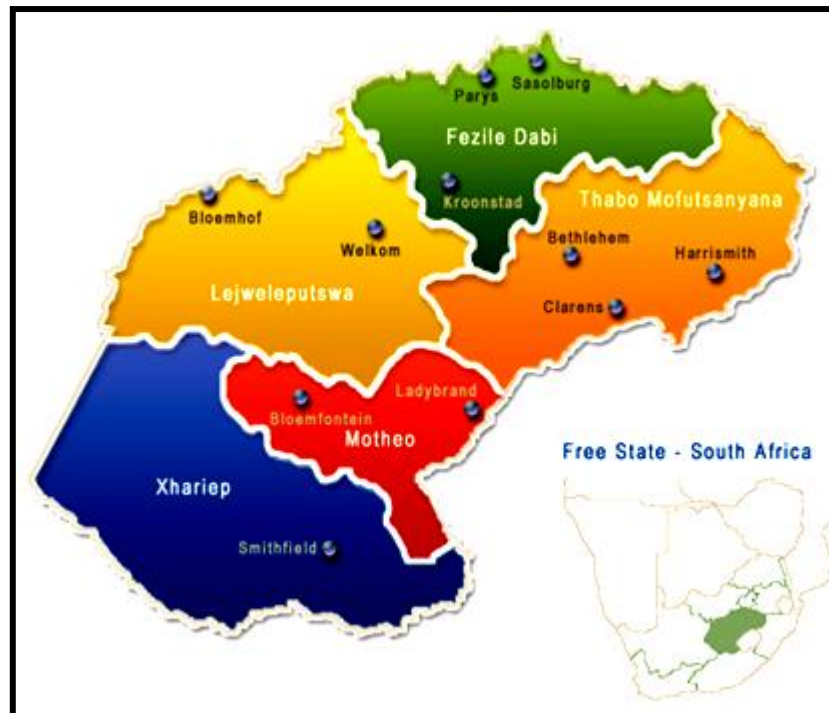 Sasolburg
Parys
Fezile Dabi
Kroonstad
Thabo Mofutsanyana
Bloemhof
Welkom
Bethlehem
Harrismith
Lejweleputswa
Clarens
Ladybrand
Bloemfontein
Motheo
Free State - South Africa
Xhariep
Smithfield